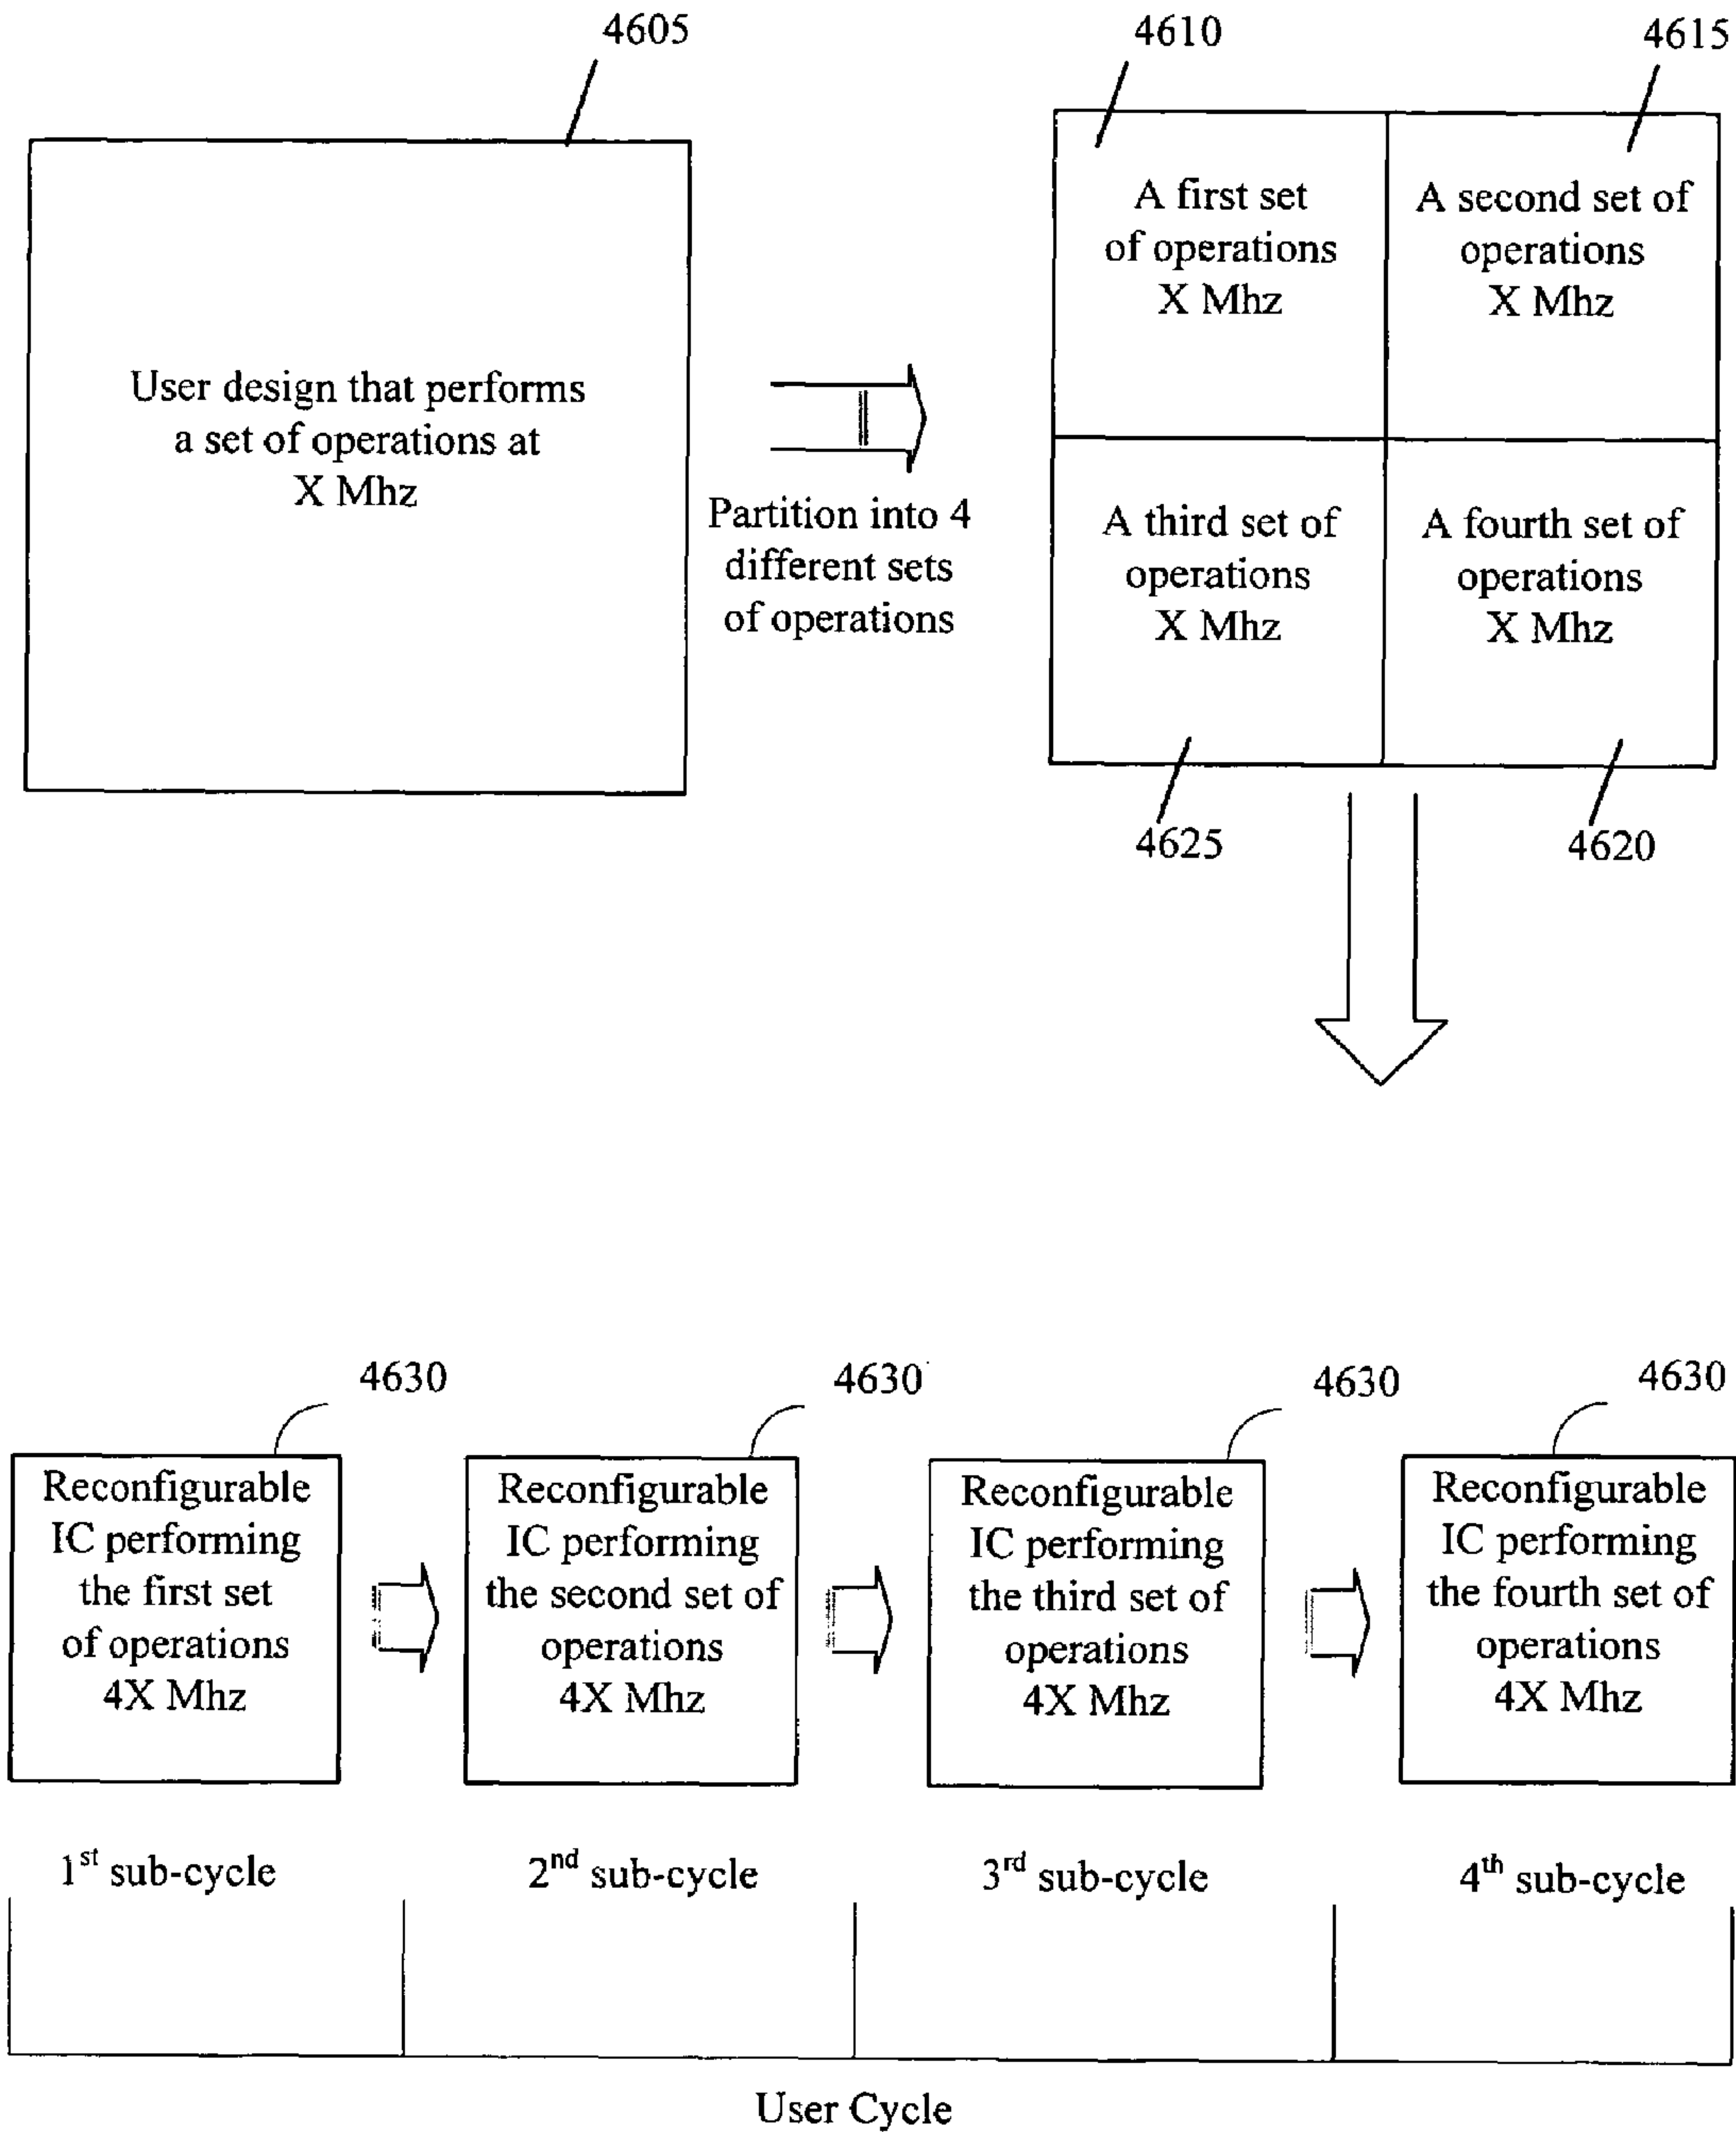 4605
4610
4615
User design that performs
a set of operations at
X Mhz
Partition into 4
different sets
of operations
A first set
of operations
X Mhz
A second set of
operations
X Mhz
A third set of
operations
X Mhz
A fourth set of
operations
X Mhz
4625
4620
4630
4630
4630
4630
Reconfigurable
IC performing
the first set
of operations
4X Mhz
Reconfigurable
IC performing
the second set of
operations
4X Mhz
Reconfigurable
IC performing
the third set of
operations
4X Mhz
Reconfigurable
IC performing
the fourth set of
operations
4X Mhz
1st sub-cycle
2nd sub-cycle
3rd sub-cycle
4th sub-cycle
User Cycle